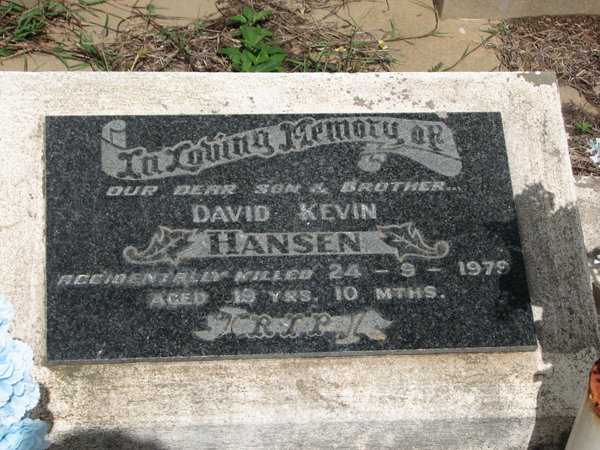 In Loving Memory of
OUR DEAR SON & BROTHER...
DAVID KEVIN
HANSEN
ACCIDENTALLY KILLED 24 - 9 - 1979
AGED 19 YRS. 10 MTHS.
R.I.P.